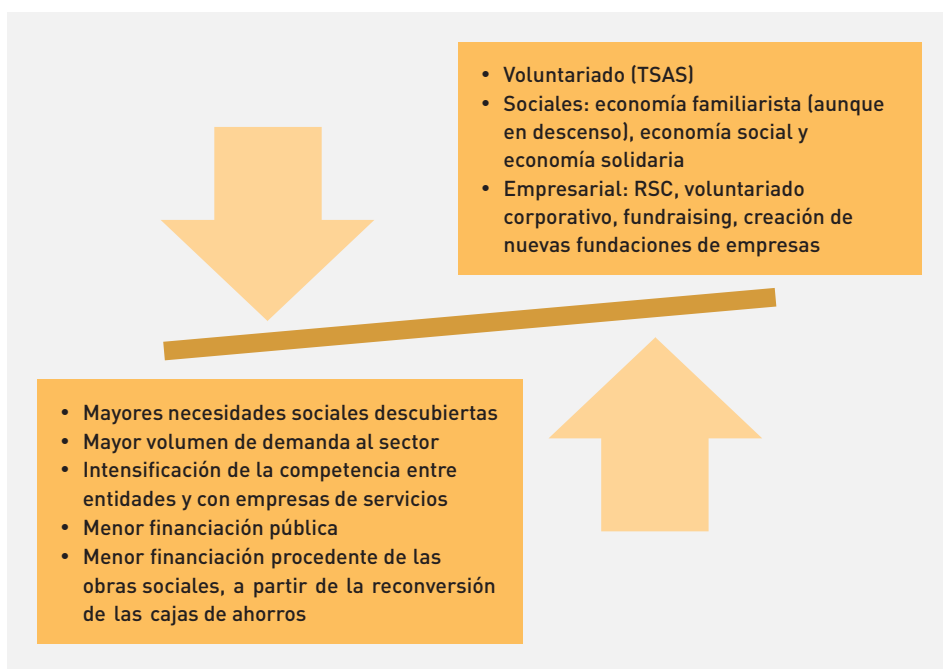 • Voluntariado (TSAS)
• Sociales: economía familiarista (aunque
en descenso), economía social y
economía solidaria
• Empresarial: RSC, voluntariado
corporativo, fundraising, creación de
nuevas fundaciones de empresas
• Mayores necesidades sociales descubiertas
• Mayor volumen de demanda al sector
• Intensificación de la competencia entre
entidades y con empresas de servicios
• Menor financiación pública
• Menor financiación procedente de las
obras sociales, a partir de la reconversión
de las cajas de ahorros